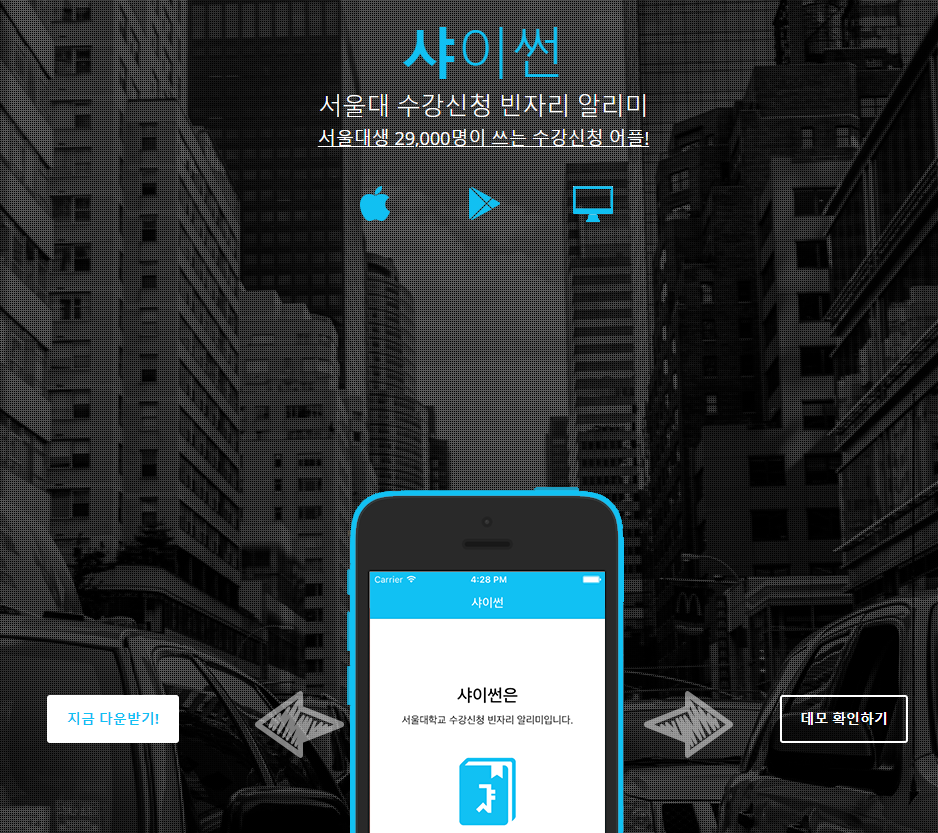 샤이썬
서울대 수강신청 빈자리 알리미
서울대생 29,000명이 쓰는 수강신청 어플!
Carrier 4:28 PM
샤이썬
샤이썬은
서울대학교 수강신청 빈자리 알리미입니다.
지금 다운받기!
데모 확인하기